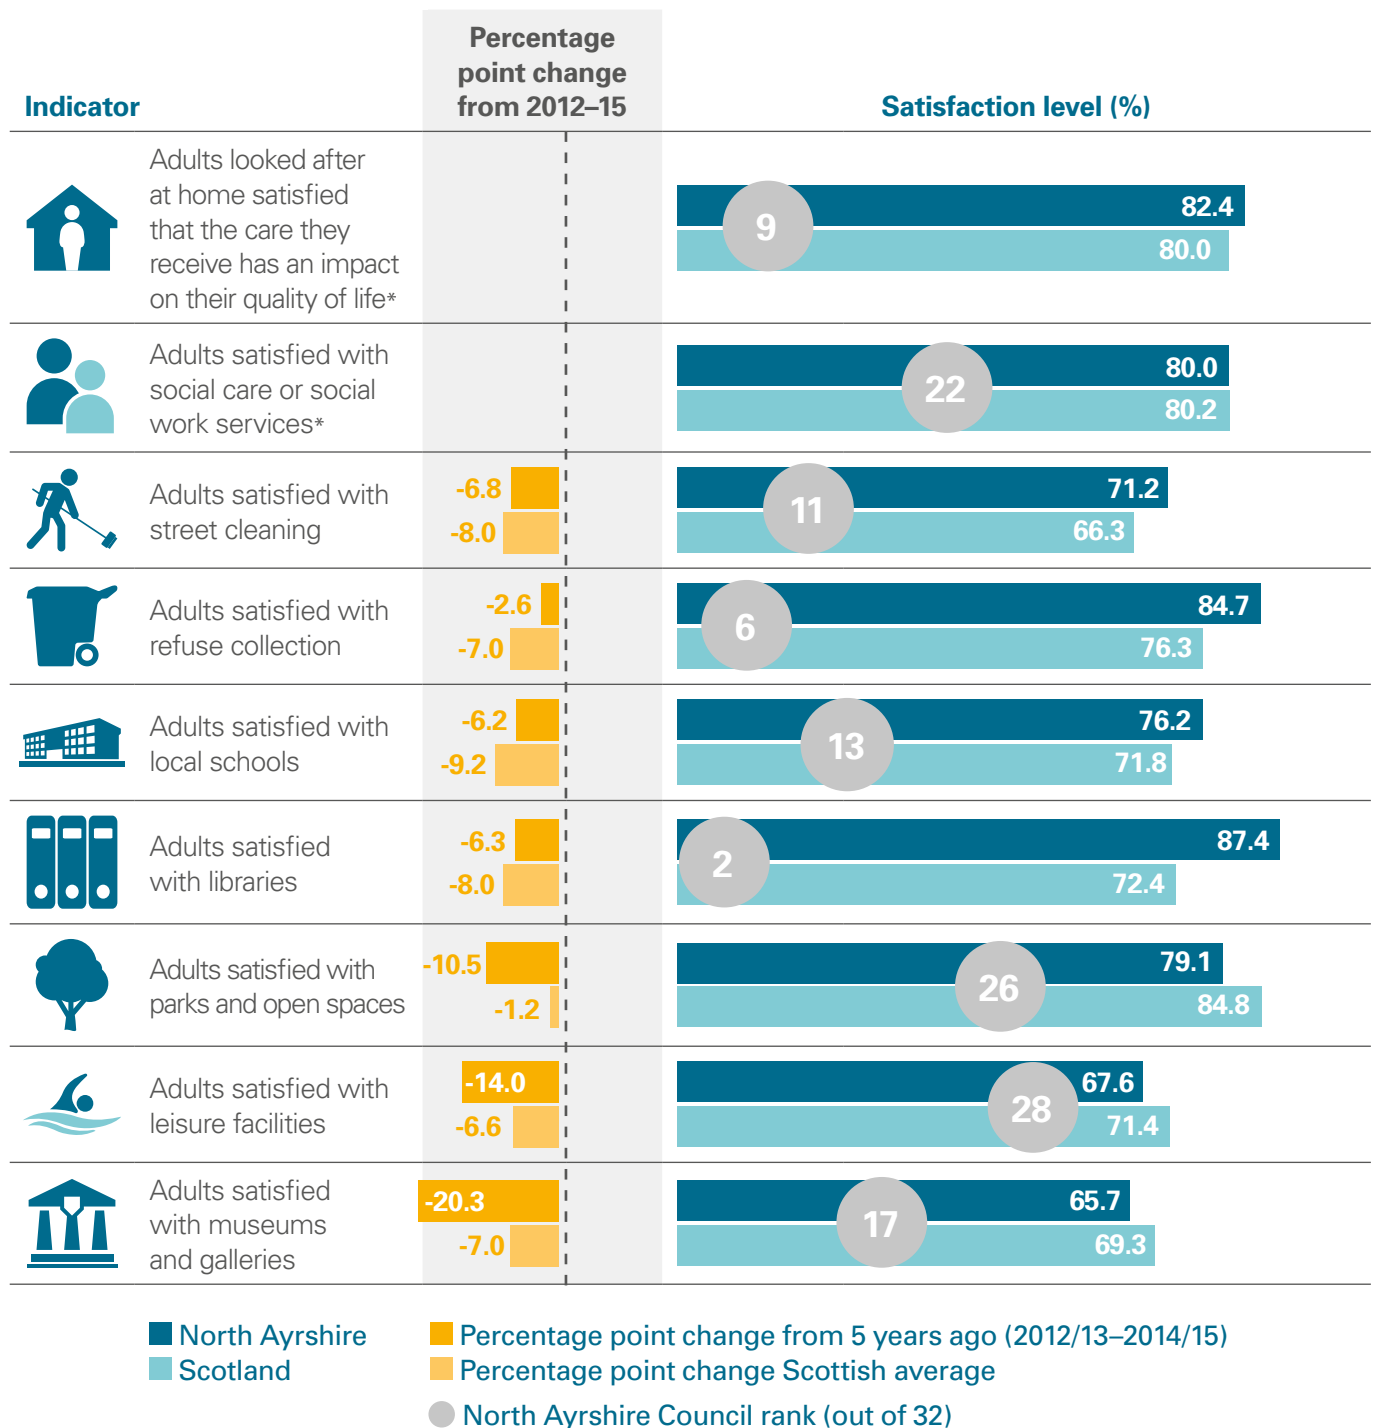 Indicator
Percentage
point change
from 2012–15
Satisfaction level (%)
Adults looked after
at home satisfied
that the care they
receive has an impact
on their quality of life*
9
82.4
80.0
Adults satisfied with
social care or social
work services*
22
80.0
80.2
Adults satisfied with
street cleaning
-6.8
-8.0
11
71.2
66.3
Adults satisfied with
refuse collection
-2.6
-7.0
6
84.7
76.3
Adults satisfied with
local schools
-6.2
-9.2
13
76.2
71.8
Adults satisfied
with libraries
-6.3
-8.0
2
87.4
72.4
Adults satisfied with
parks and open spaces
-10.5
-1.2
26
79.1
84.8
Adults satisfied with
leisure facilities
-14.0
-6.6
28
67.6
71.4
Adults satisfied
with museums
and galleries
-20.3
-7.0
17
65.7
69.3
North Ayrshire
Scotland
Percentage point change from 5 years ago (2012/13–2014/15)
Percentage point change Scottish average
North Ayrshire Council rank (out of 32)